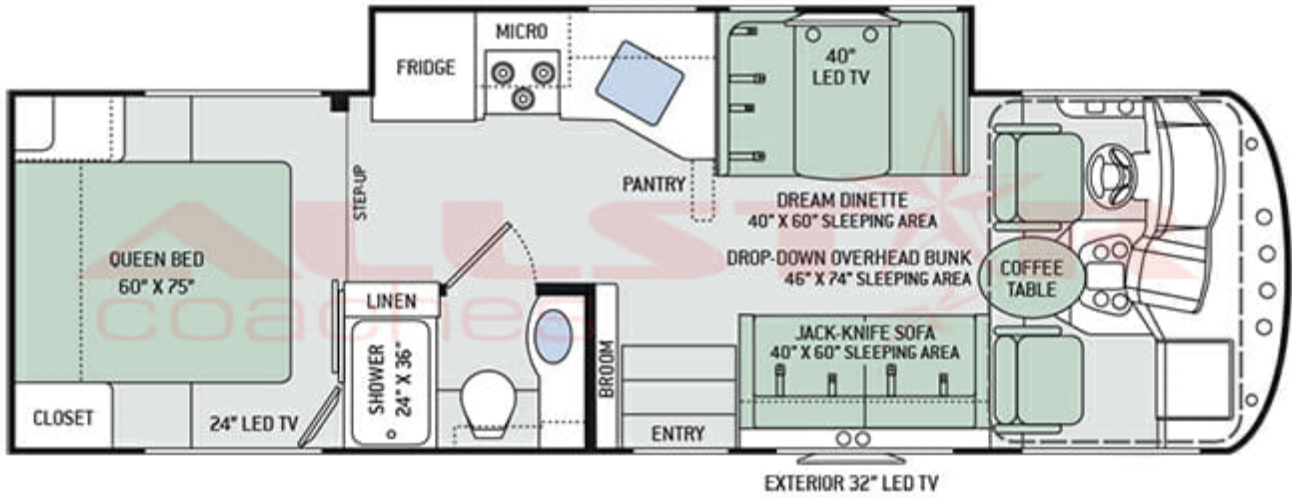 MICRO
FRIDGE
40"
LED TV
STEP-UP
PANTRY
DREAM DINETTE
40" X 60" SLEEPING AREA
DROP-DOWN OVERHEAD BUNK
46" X 74" SLEEPING AREA
COFFEE
TABLE
QUEEN BED
60" X 75"
ALLSTAR
coaches
LINEN
SHOWER
24" X 36"
BROOM
JACK-KNIFE SOFA
40" X 60" SLEEPING AREA
CLOSET
24" LED TV
ENTRY
EXTERIOR 32" LED TV